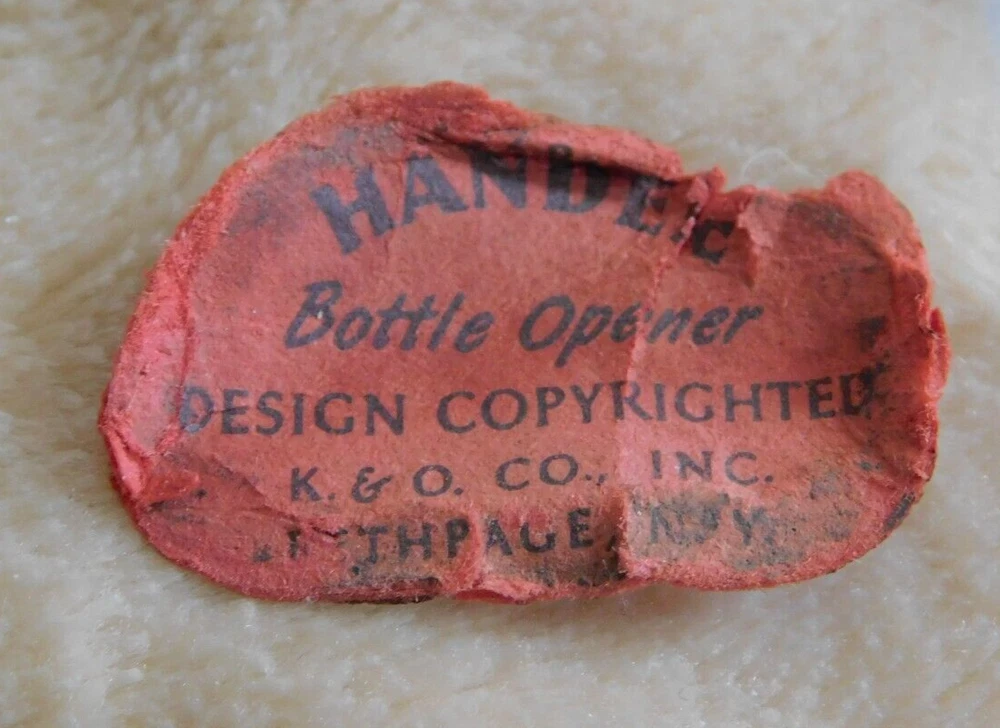 HANDEE
Bottle Opener
DESIGN COPYRIGHTED
K. & O. CO., INC.
BETHPAGE, N. Y.